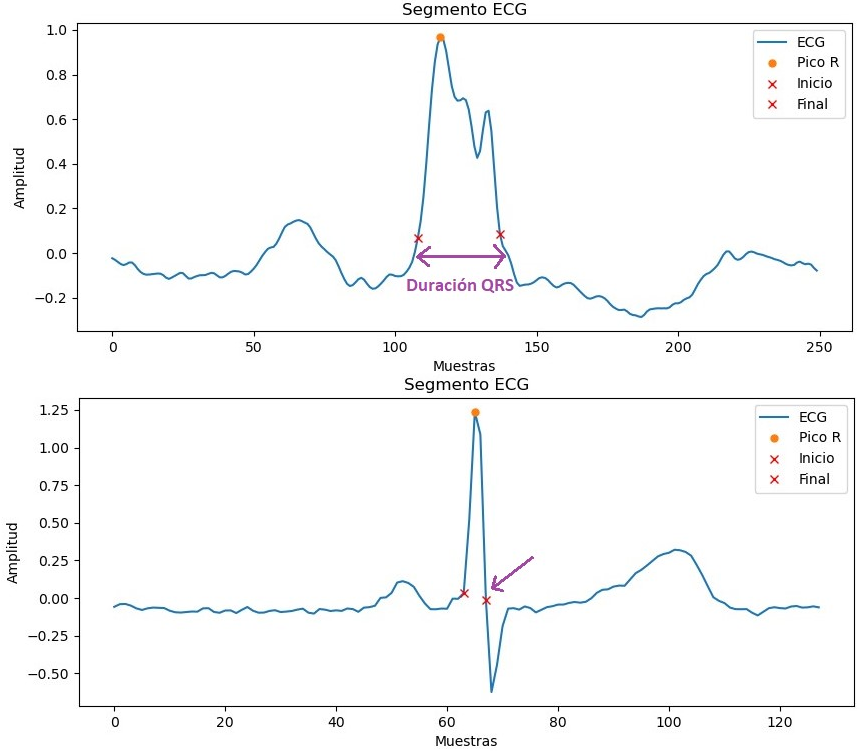 Segmento ECG
1.0
0.8
0.6
0.4
0.2
0.0
−0.2
Amplitud
ECG
Pico R
Inicio
Final
Duración QRS
0 50 100 150 200 250
Muestras
Segmento ECG
1.25
1.00
0.75
0.50
0.25
0.00
−0.25
−0.50
Amplitud
ECG
Pico R
Inicio
Final
0 20 40 60 80 100 120
Muestras